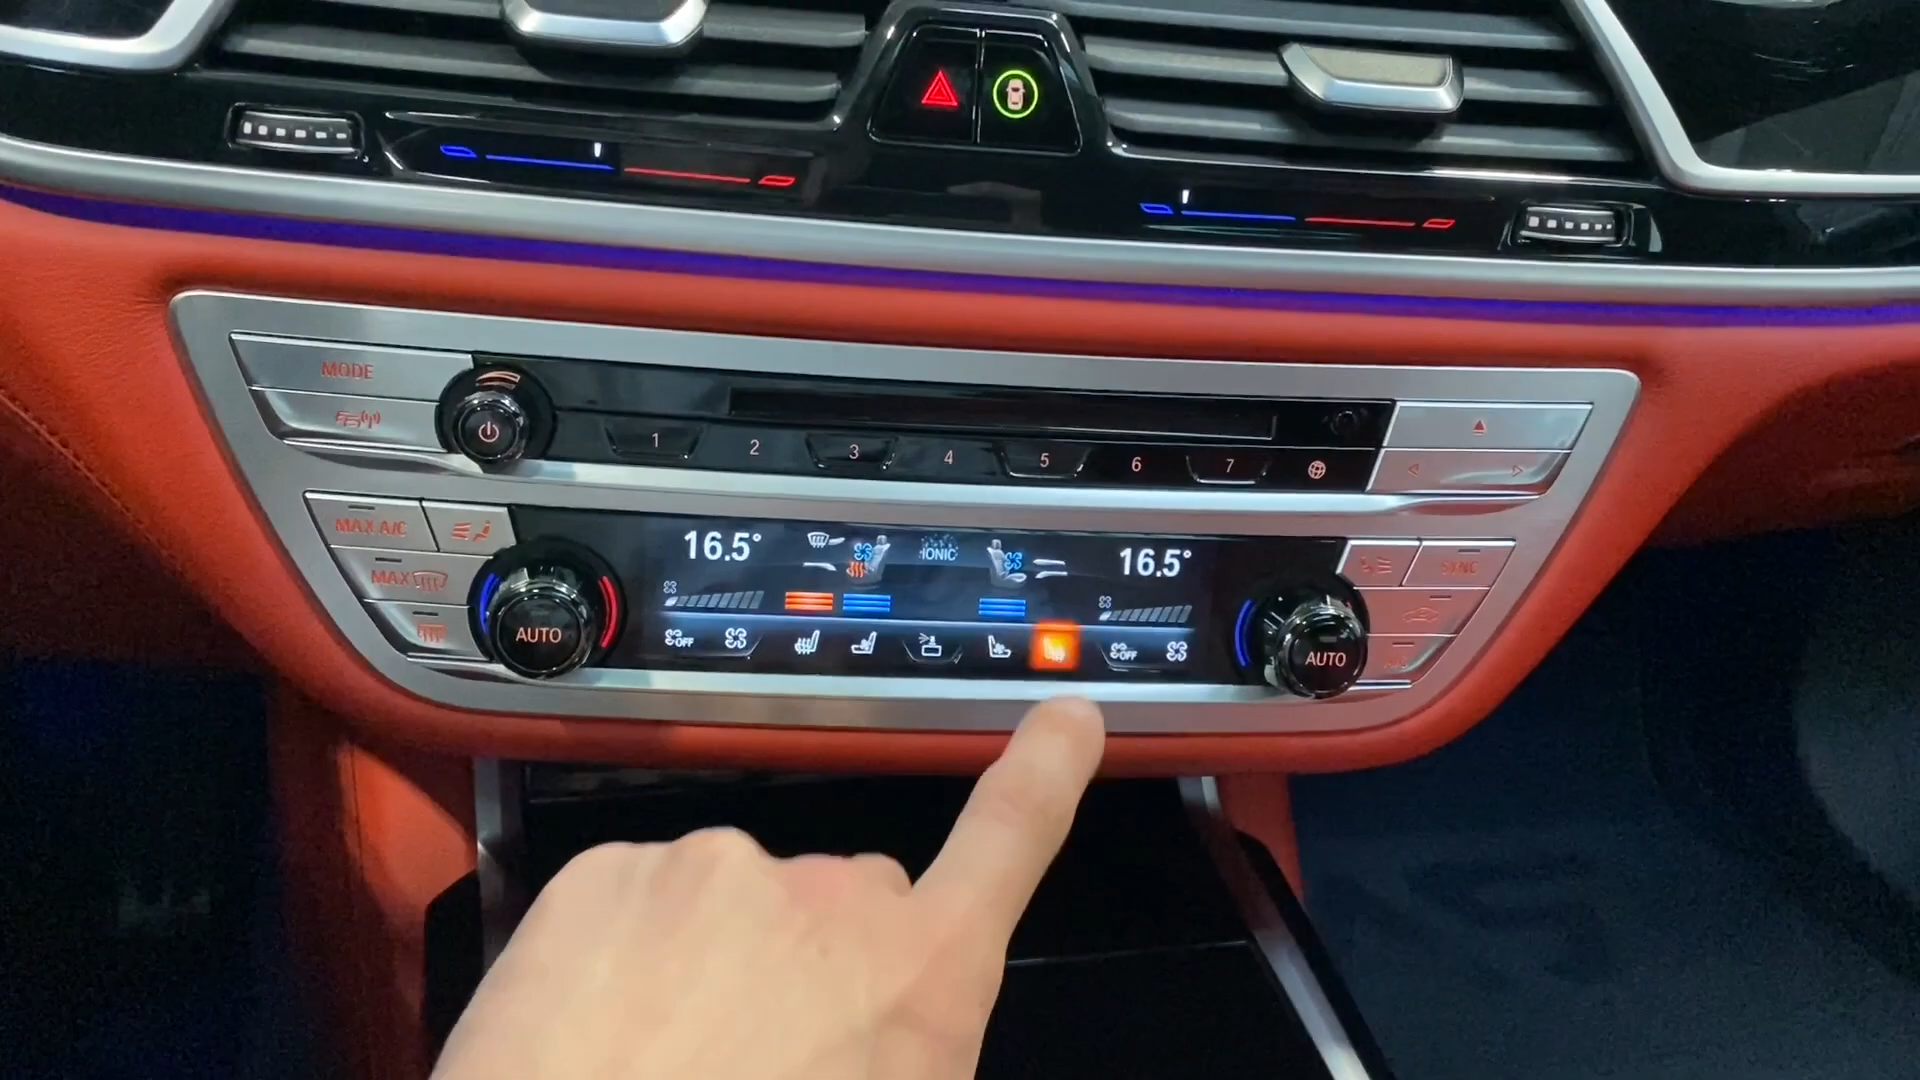 MODE
1 2 3 4 5 6 7
MAX A/C
MAX
AUTO
16.5°
IONIC
16.5°
OFF
OFF
SYNC
AUTO